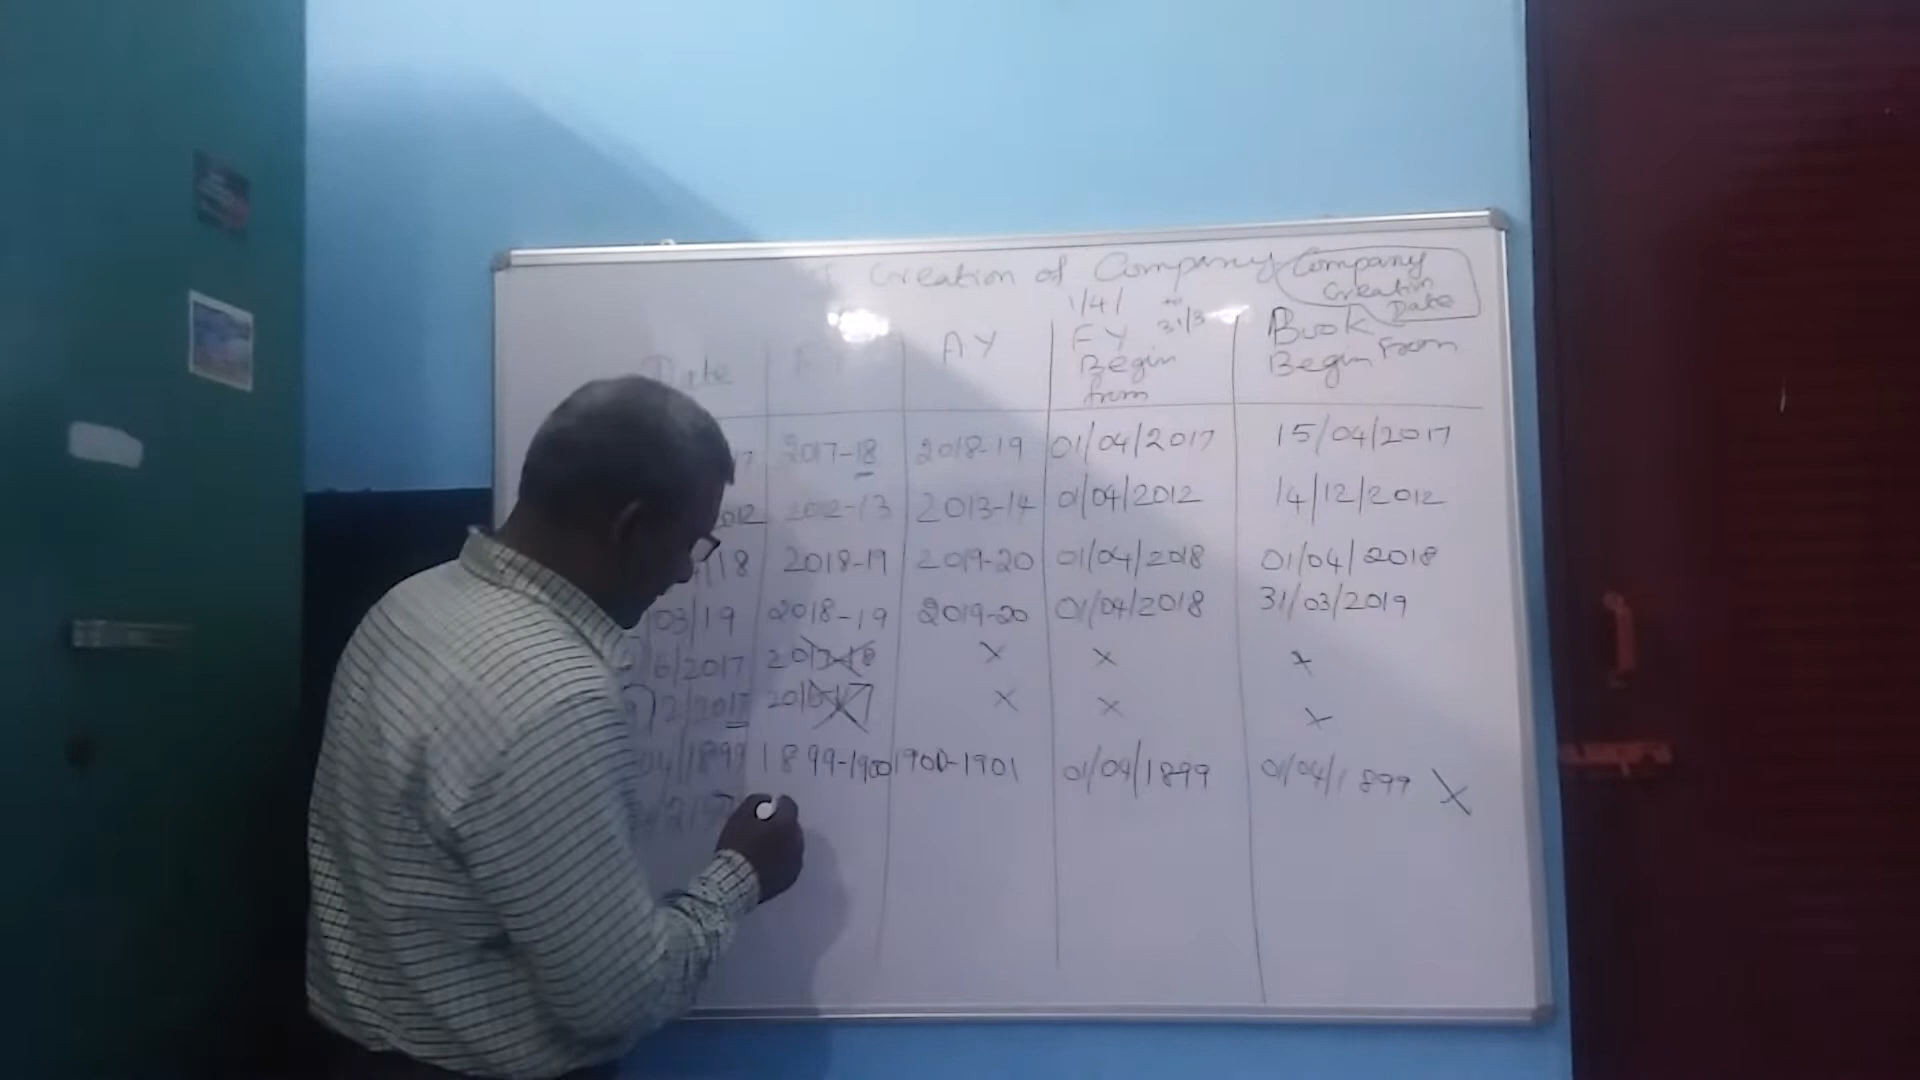 Creation of Company
Company
Creation
Date
1/4/ to 31/3
Date AY FY Begin from Book Begin From
17 2017-18 2018-19 01/04/2017 15/04/2017
2012 2012-13 2013-14 01/04/2012 14/12/2012
/18 2018-19 2019-20 01/04/2018 01/04/2018
03/19 2018-19 2019-20 01/04/2018 31/03/2019
6/2017 2017-18 x x x
2/2017 x x x
04/1899 1899-1900 1900-1901 01/04/1899 01/04/1899 X